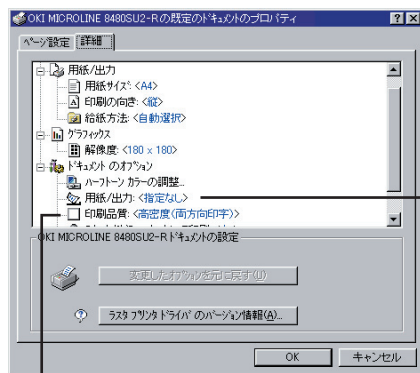 OKI MICROLINE 8480SU2-Rの既定のﾄﾞｷｭﾒﾝﾄのﾌﾟﾛﾊﾟﾃｨ
ページ設定 詳細
用紙/出力
用紙ｻｲｽﾞ: <A4>
印刷の向き: <縦>
給紙方法: <自動選択>
ｸﾞﾗﾌｨｯｸｽ
解像度: <180 x 180>
ﾄﾞｷｭﾒﾝﾄ のｵﾌﾟｼｮﾝ
ﾊｰﾌﾄｰﾝ ｶﾗｰの調整...
用紙/出力: <指定なし>
印刷品質: <高密度(両方向印字)>
OKI MICROLINE 8480SU2-R ﾄﾞｷｭﾒﾝﾄの設定
変更したｵﾌﾟｼｮﾝを元に戻す(U)
ﾗｽﾀ ﾌﾟﾘﾝﾀ ﾄﾞﾗｲﾊﾞ のﾊﾞｰｼﾞｮﾝ情報(A)...
OK キャンセル